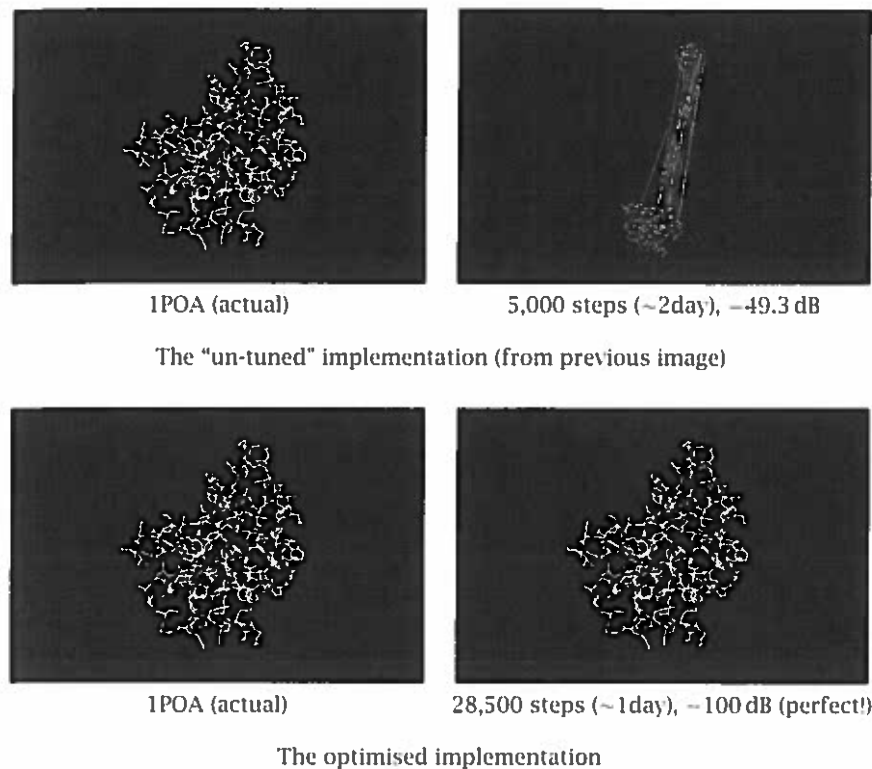 1POA (actual)
5,000 steps (~2day), −49.3 dB
The "un-tuned" implementation (from previous image)
1POA (actual)
28,500 steps (~1day), −100 dB (perfect!)
The optimised implementation